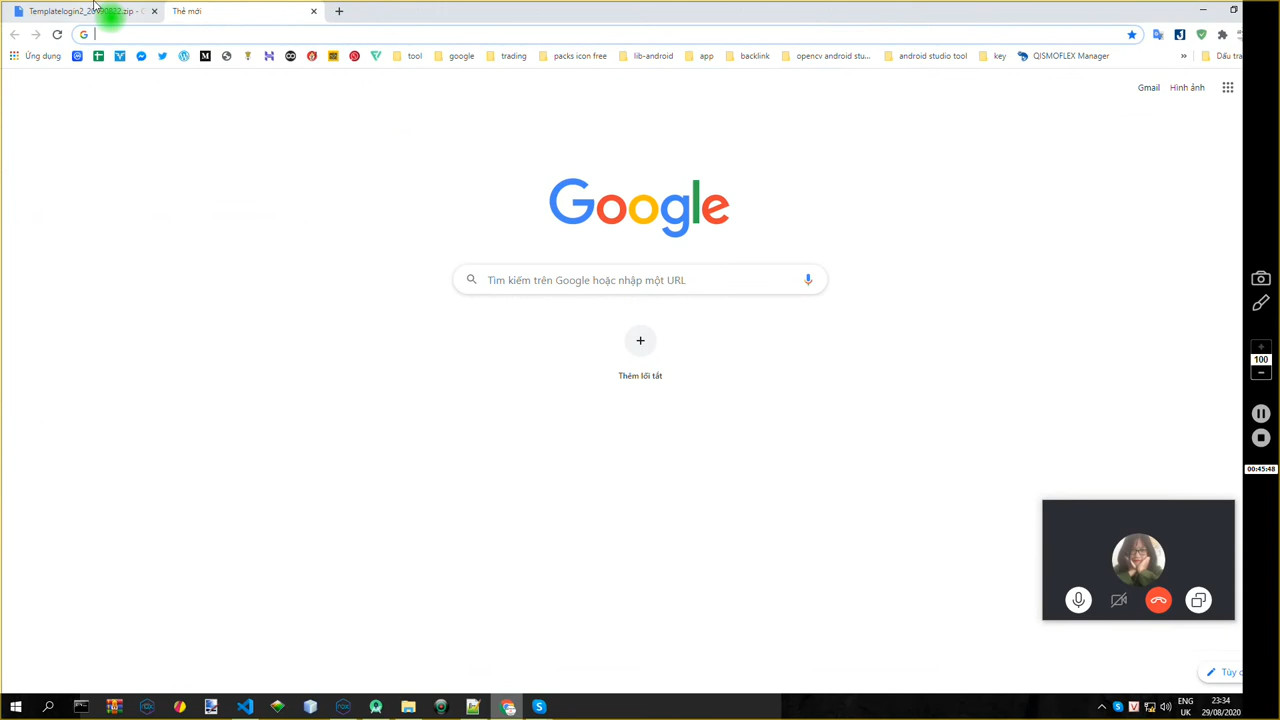 Thẻ mới
Ứng dụng
tool
google
trading
packs icon free
lib-android
app
backlink
opencv android stu...
android studio tool
key
QISMOFLEX Manager
»
Dấu tra
Gmail
Hình ảnh
Google
Tìm kiếm trên Google hoặc nhập một URL
Thêm lối tắt
100
00:45:48
Tùy c
ENG
UK
23:34
29/08/2020